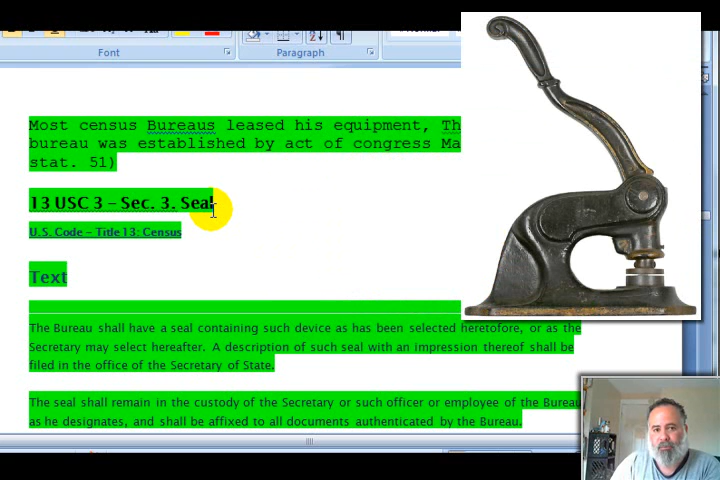 Font
Paragraph
Most census Bureaus leased his equipment, Th
bureau was established by act of congress Ma
stat. 51)
13 USC 3 – Sec. 3. Seal
U.S. Code – Title 13: Census
Text
The Bureau shall have a seal containing such device as has been selected heretofore, or as the
Secretary may select hereafter. A description of such seal with an impression thereof shall be
filed in the office of the Secretary of State.
The seal shall remain in the custody of the Secretary or such officer or employee of the Bureau
as he designates, and shall be affixed to all documents authenticated by the Bureau.